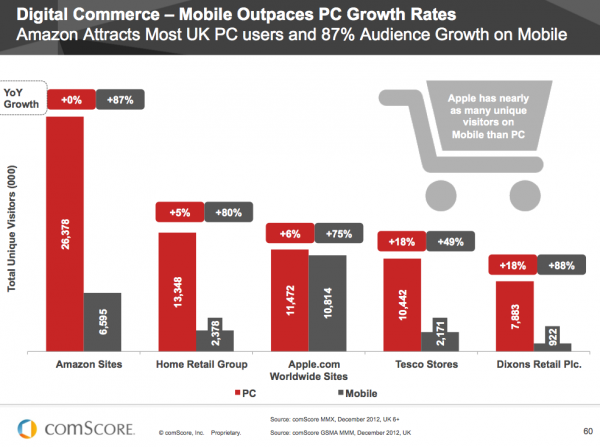 Digital Commerce – Mobile Outpaces PC Growth Rates
Amazon Attracts Most UK PC users and 87% Audience Growth on Mobile
YoY
Growth
+0%
+87%
+5%
+80%
+6%
+75%
+18%
+49%
+18%
+88%
Apple has nearly
as many unique
visitors on
Mobile than PC
Total Unique Visitors (000)
26,378
6,595
13,348
2,378
11,472
10,814
10,442
2,171
7,883
922
Amazon Sites
Home Retail Group
Apple.com
Worldwide Sites
Tesco Stores
Dixons Retail Plc.
PC
Mobile
comScore.
© comScore, Inc. Proprietary.
Source: comScore MMX, December 2012, UK 6+
Source: comScore GSMA MMM, December 2012, UK
60